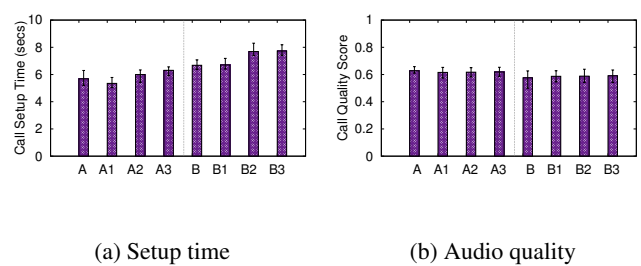 Call Setup Time (secs)
10
8
6
4
2
0
A A1 A2 A3 B B1 B2 B3
(a) Setup time
Call Quality Score
1
0.8
0.6
0.4
0.2
0
A A1 A2 A3 B B1 B2 B3
(b) Audio quality